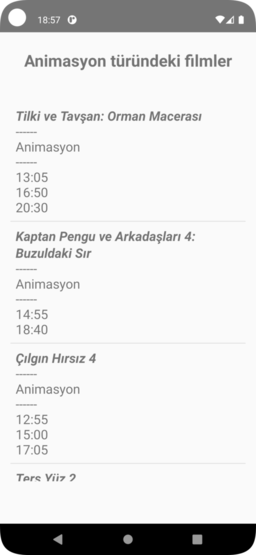 18:57
Animasyon türündeki filmler
Tilki ve Tavşan: Orman Macerası
------
Animasyon
------
13:05
16:50
20:30
Kaptan Pengu ve Arkadaşları 4:
Buzuldaki Sır
------
Animasyon
------
14:55
18:40
Çılgın Hırsız 4
------
Animasyon
------
12:55
15:00
17:05
Ters Yüz 2